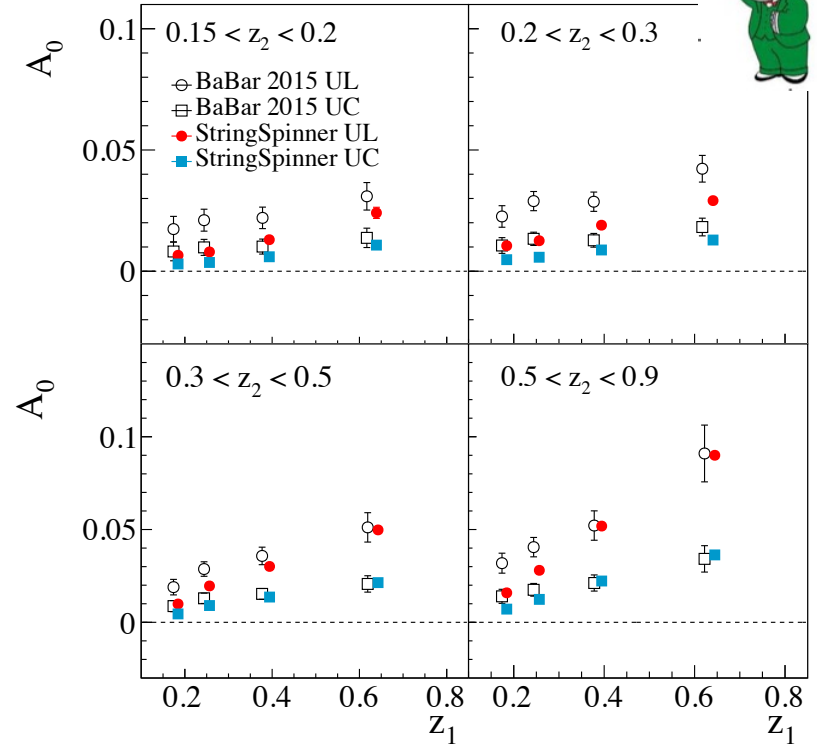 0.15 < z₂ < 0.2
0.2 < z₂ < 0.3
BaBar 2015 UL
BaBar 2015 UC
StringSpinner UL
StringSpinner UC
A₀
0.1
0.05
0
0.3 < z₂ < 0.5
0.5 < z₂ < 0.9
A₀
0.1
0.05
0
0.2 0.4 0.6 0.8
0.2 0.4 0.6 0.8
z₁
z₁